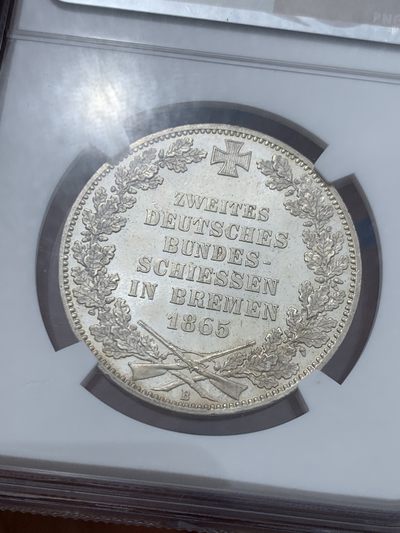 ZWEITES
DEUTSCHES
BUNDES-
SCHIESSEN
IN BREMEN
1865
B